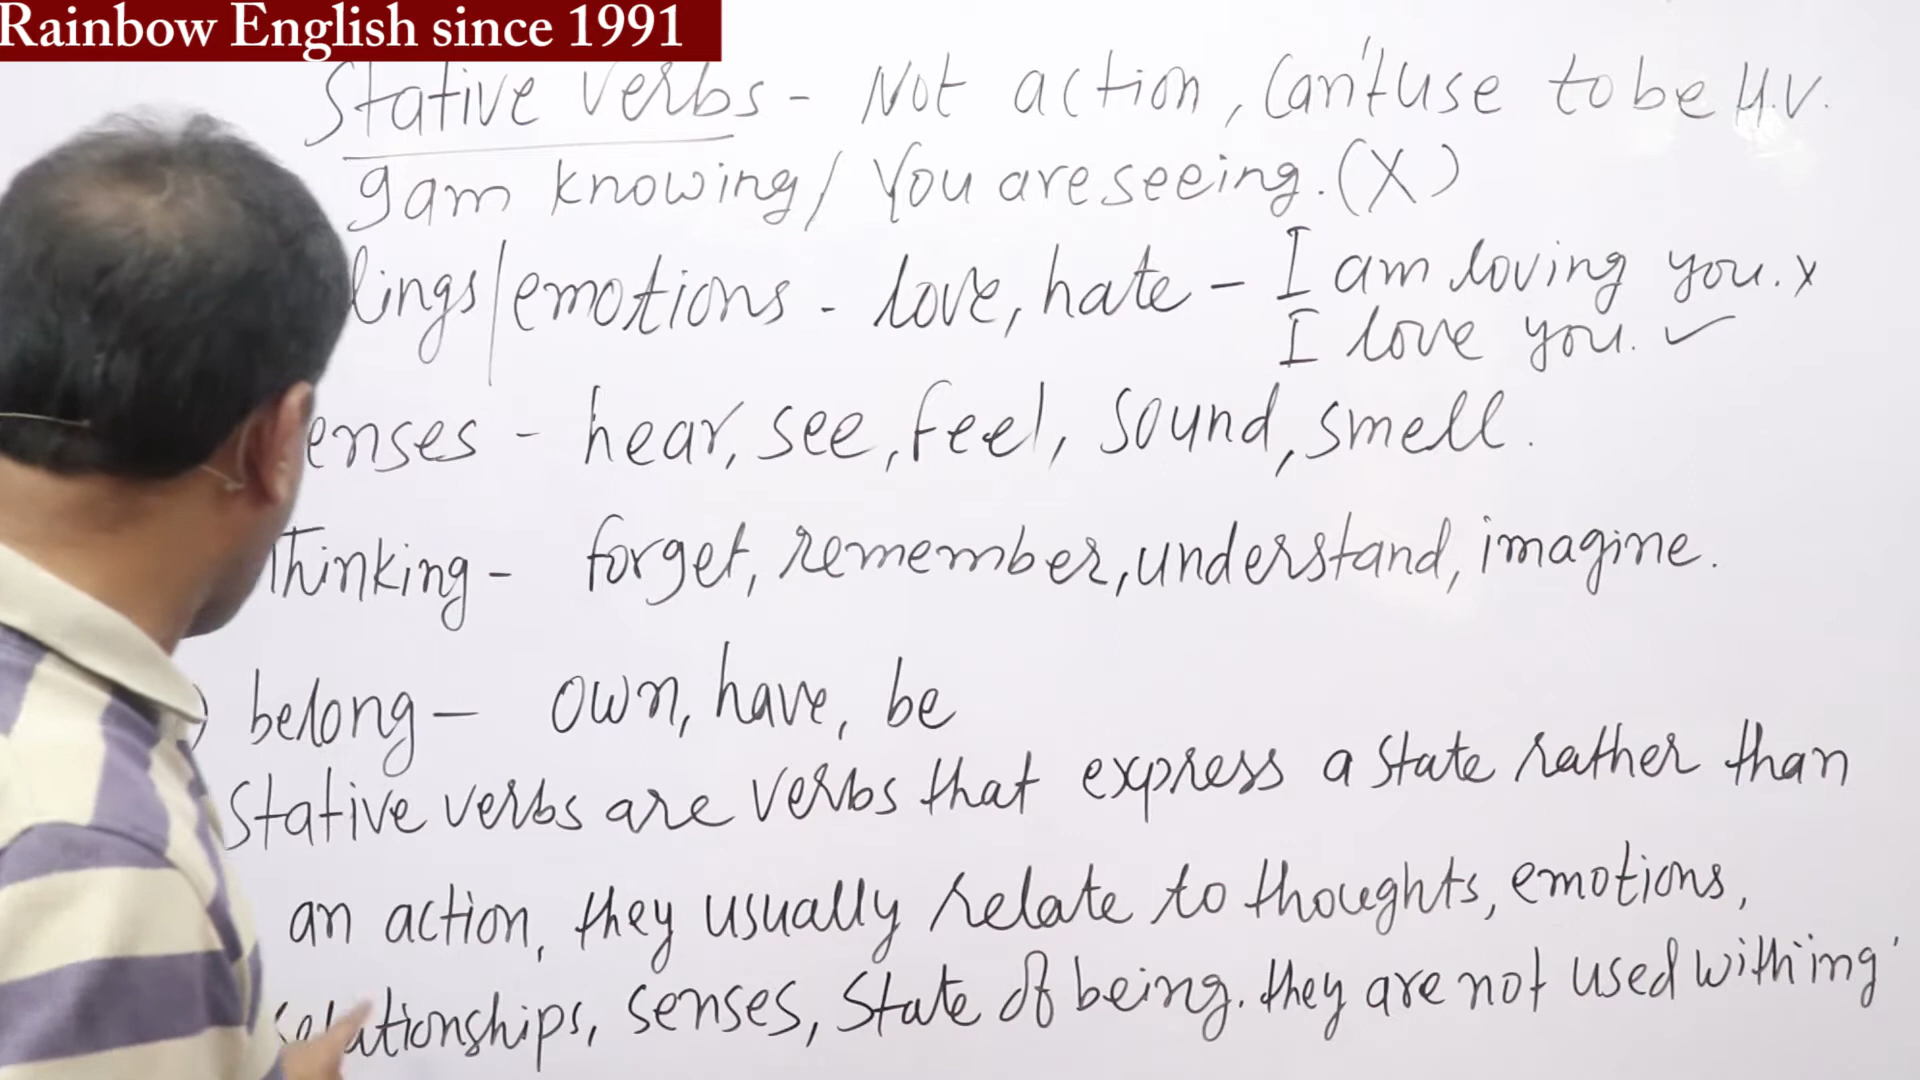 Rainbow English since 1991
Stative Verbs - Not action, Can't use to be H.V.
I am knowing / You are seeing. (X)
lings/emotions - love, hate - I am loving you. x
I love you. ✓
enses - hear, see, feel, sound, smell.
Thinking - forget, remember, understand, imagine.
) belong - own, have, be
Stative verbs are verbs that express a state rather than
an action, they usually relate to thoughts, emotions,
relationships, senses, state of being. they are not used with 'ing'